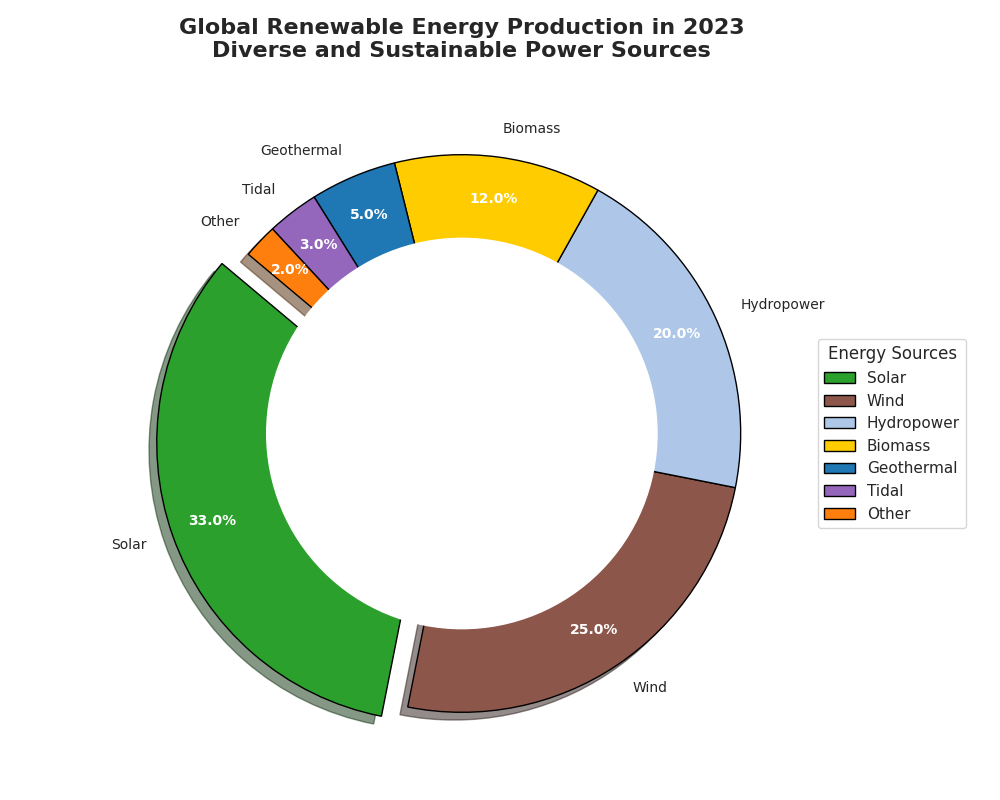 Global Renewable Energy Production in 2023
Diverse and Sustainable Power Sources
Biomass
Geothermal
Tidal
Other
12.0%
5.0%
3.0%
2.0%
Hydropower
20.0%
Energy Sources
Solar
Wind
Hydropower
Biomass
Geothermal
Tidal
Other
33.0%
Solar
25.0%
Wind